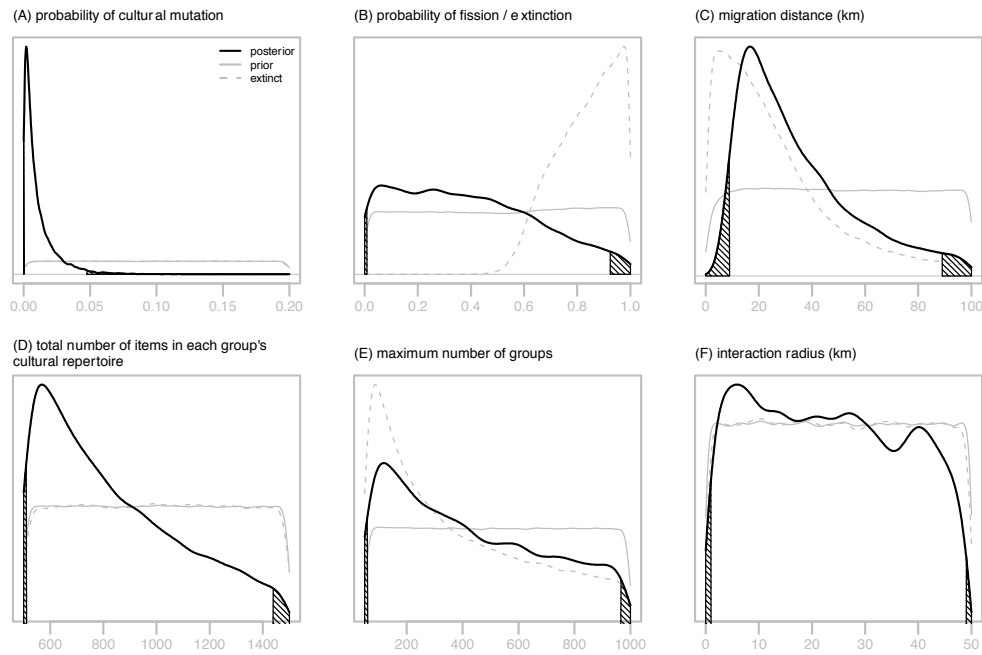 (A) probability of cultural mutation
(B) probability of fission / extinction
(C) migration distance (km)
posterior
prior
extinct
0.00 0.05 0.10 0.15 0.20
0.0 0.2 0.4 0.6 0.8 1.0
0 20 40 60 80 100
(D) total number of items in each group's
cultural repertoire
(E) maximum number of groups
(F) interaction radius (km)
600 800 1000 1200 1400
200 400 600 800 1000
0 10 20 30 40 50